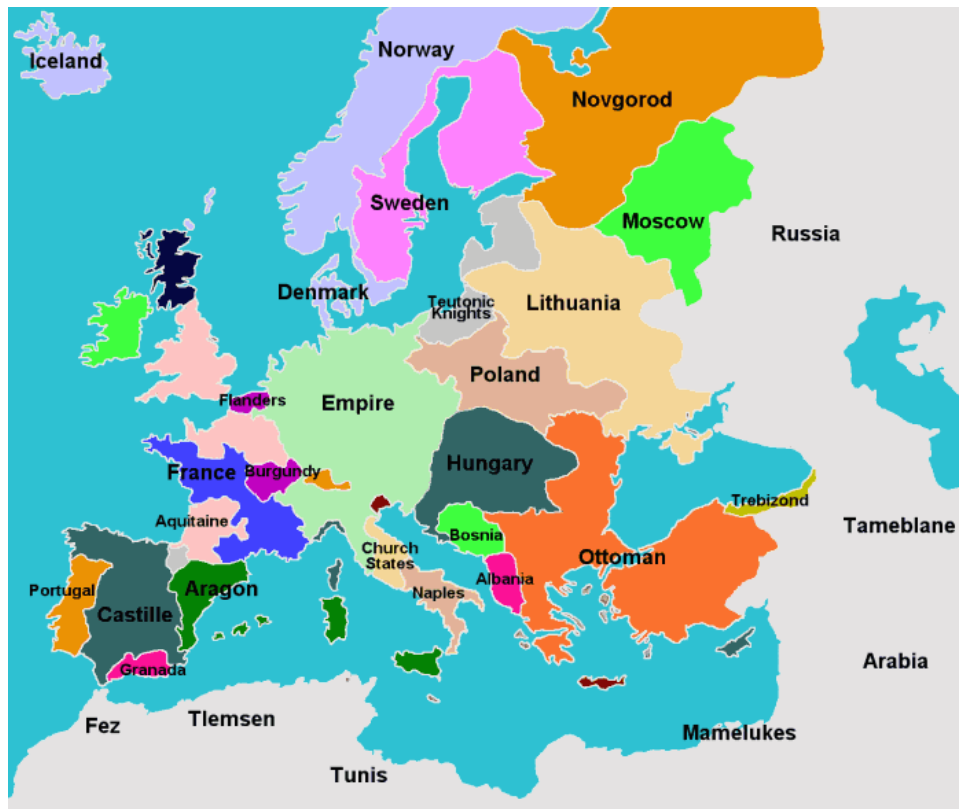 Norway
Iceland
Novgorod
Sweden
Moscow
Russia
Denmark
Teutonic
Knights
Lithuania
Poland
Flanders
Empire
Hungary
France
Burgundy
Trebizond
Aquitaine
Tameblane
Bosnia
Church
States
Ottoman
Albania
Portugal
Aragon
Naples
Castille
Arabia
Granada
Tlemsen
Fez
Mamelukes
Tunis